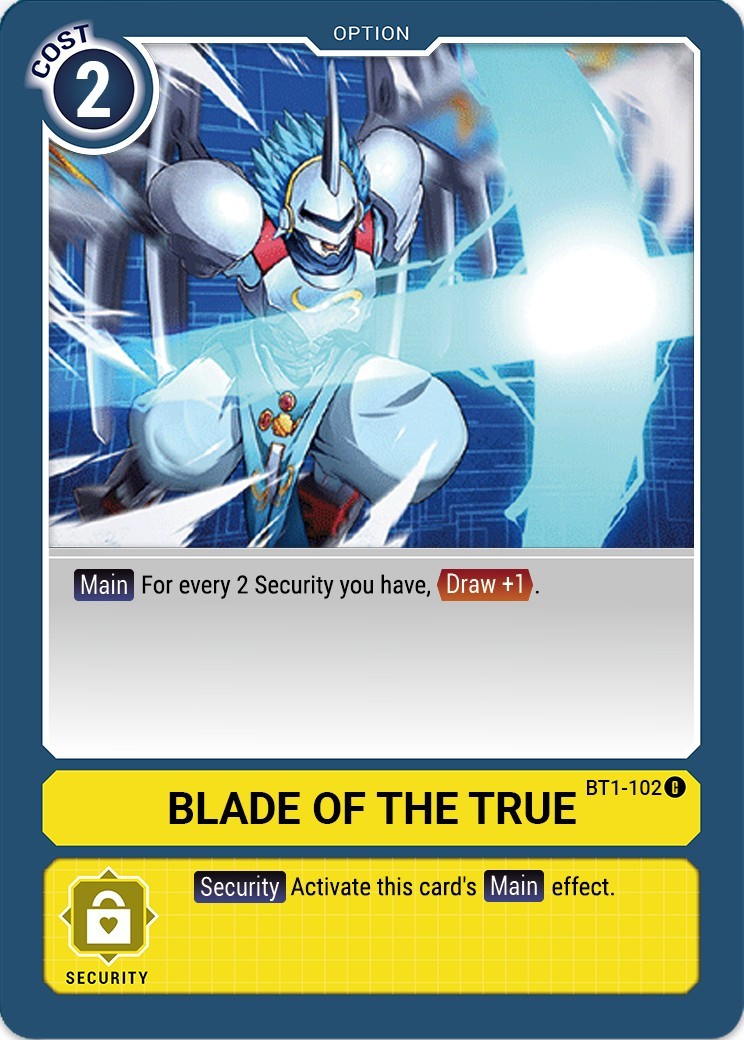 OPTION
COST
2
Main For every 2 Security you have, Draw +1.
BT1-102 C
BLADE OF THE TRUE
Security Activate this card's Main effect.
SECURITY